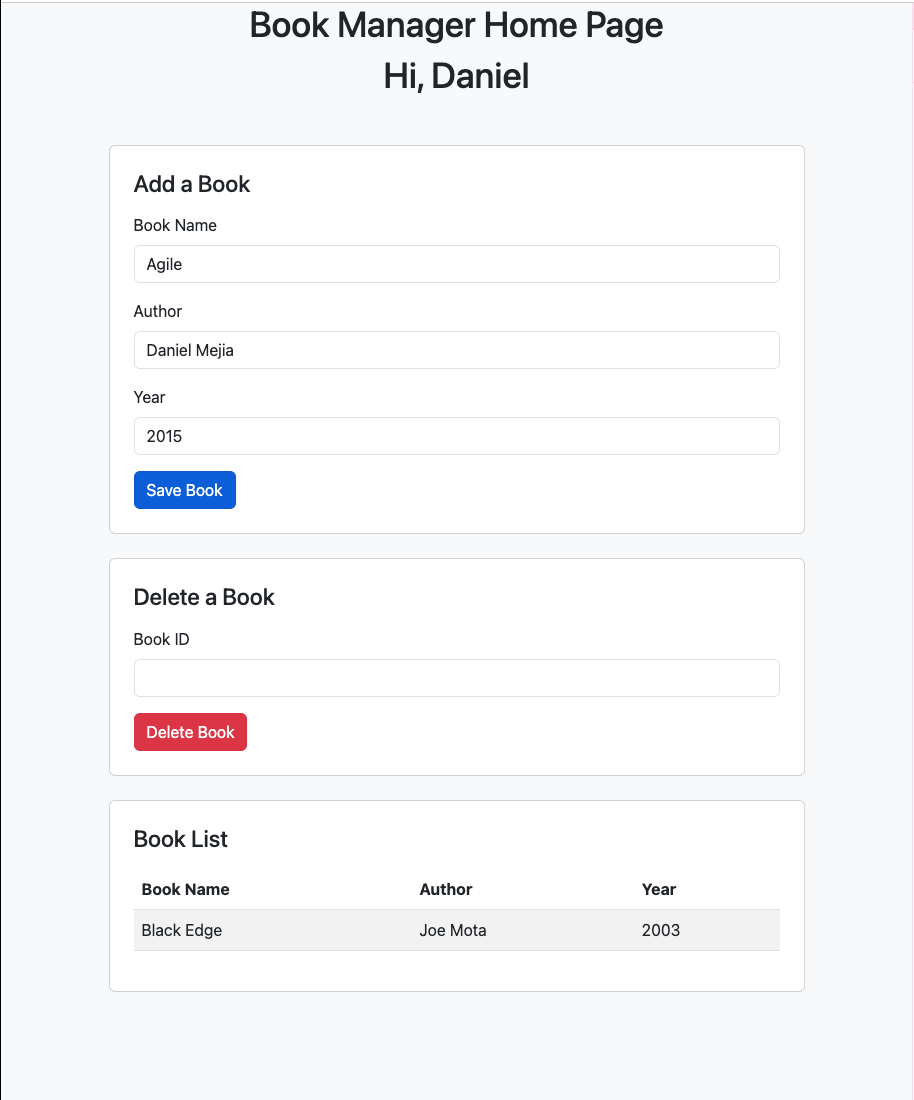 Book Manager Home Page
Hi, Daniel
Add a Book
Book Name
Agile
Author
Daniel Mejia
Year
2015
Save Book
Delete a Book
Book ID
Delete Book
Book List
Book Name Author Year
Black Edge Joe Mota 2003